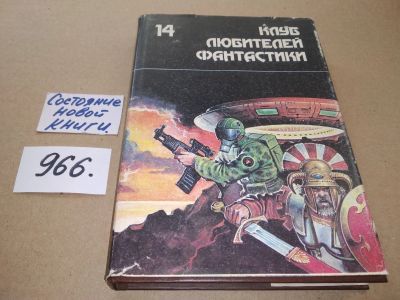 14
КЛУБ
ЛЮБИТЕЛЕЙ
ФАНТАСТИКИ
Состояние
новой
книги.
966.